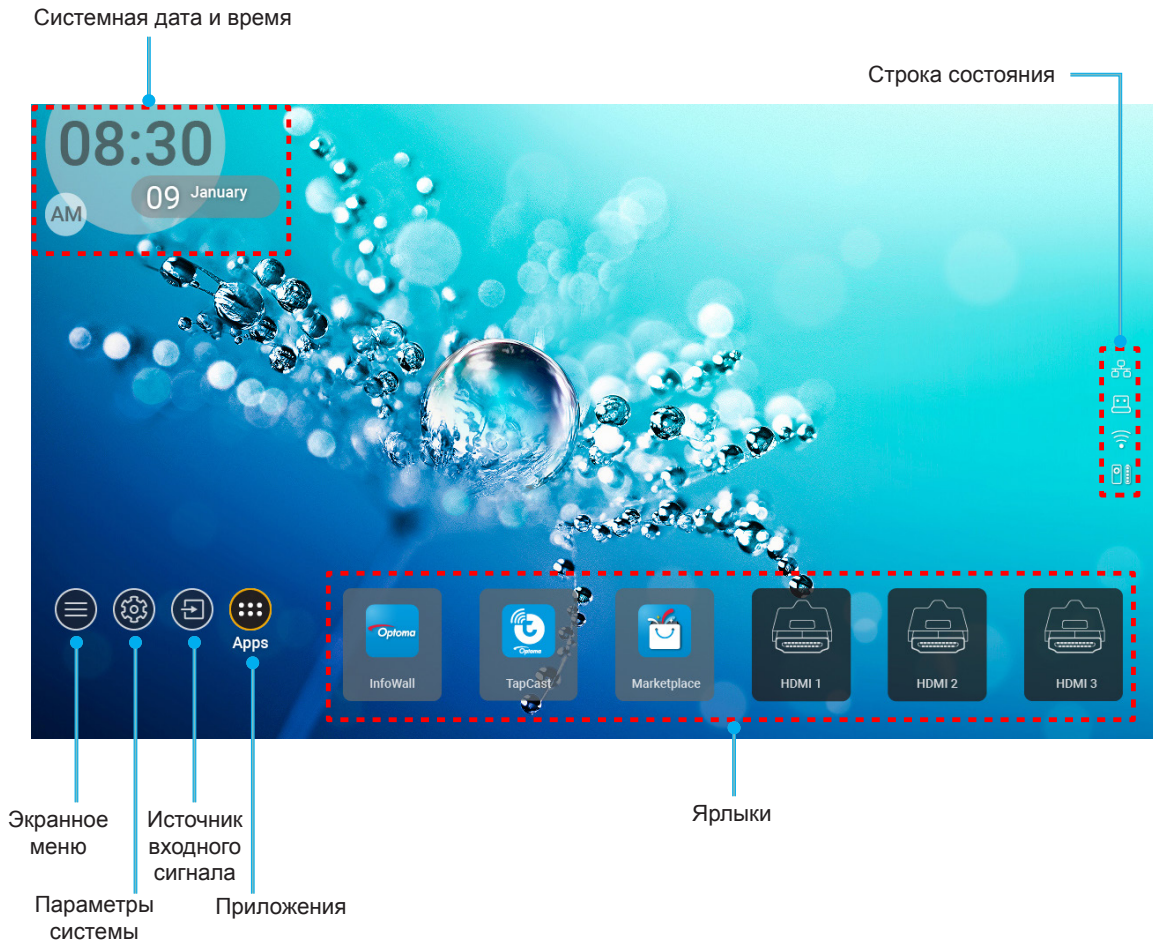 Системная дата и время
Строка состояния
08:30
09 January
AM
Apps
Optoma
Optoma
InfoWall
TapCast
Marketplace
HDMI 1
HDMI 2
HDMI 3
Экранное
меню
Источник
входного
сигнала
Ярлыки
Параметры
системы
Приложения